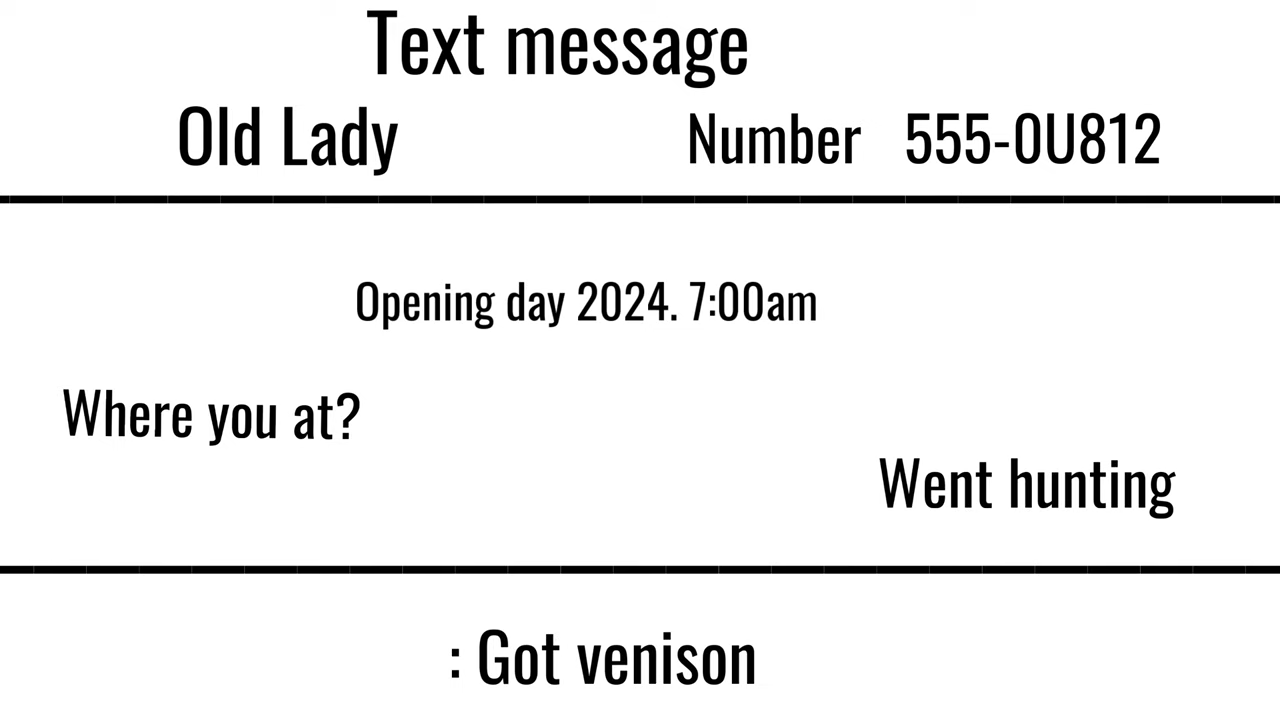 Text message
Old Lady Number 555-0U812
Opening day 2024. 7:00am
Where you at?
Went hunting
: Got venison